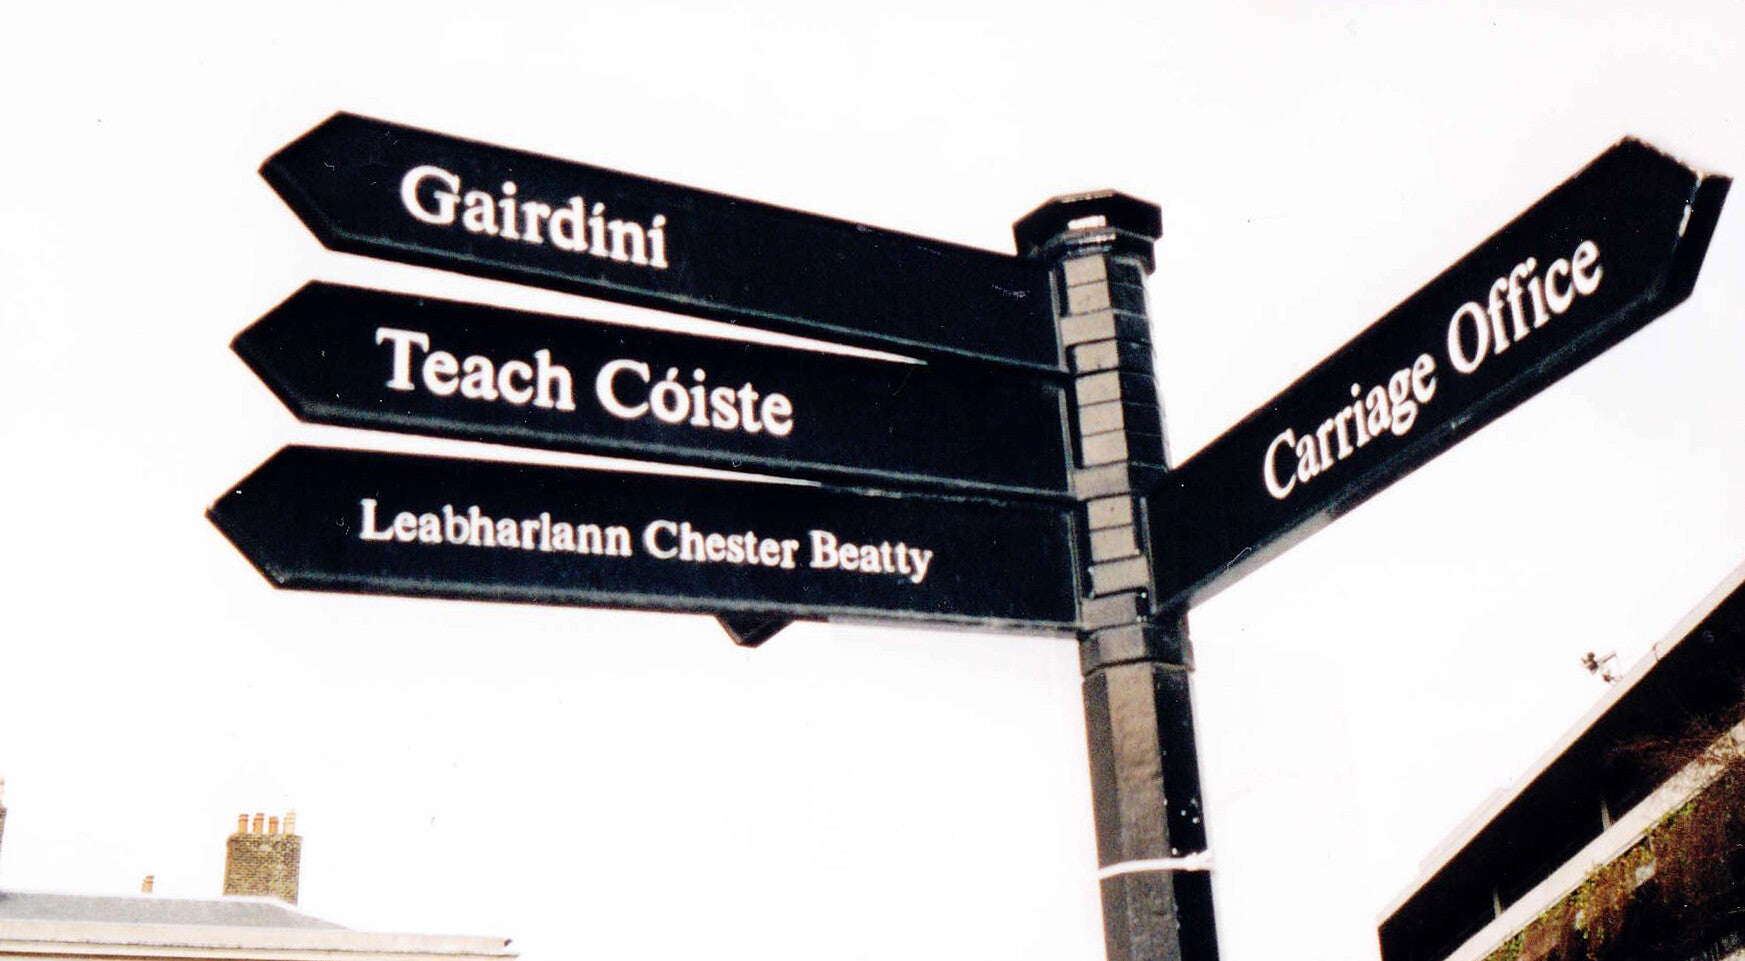 Gairdíní
Teach Cóiste
Leabharlann Chester Beatty
Carriage Office